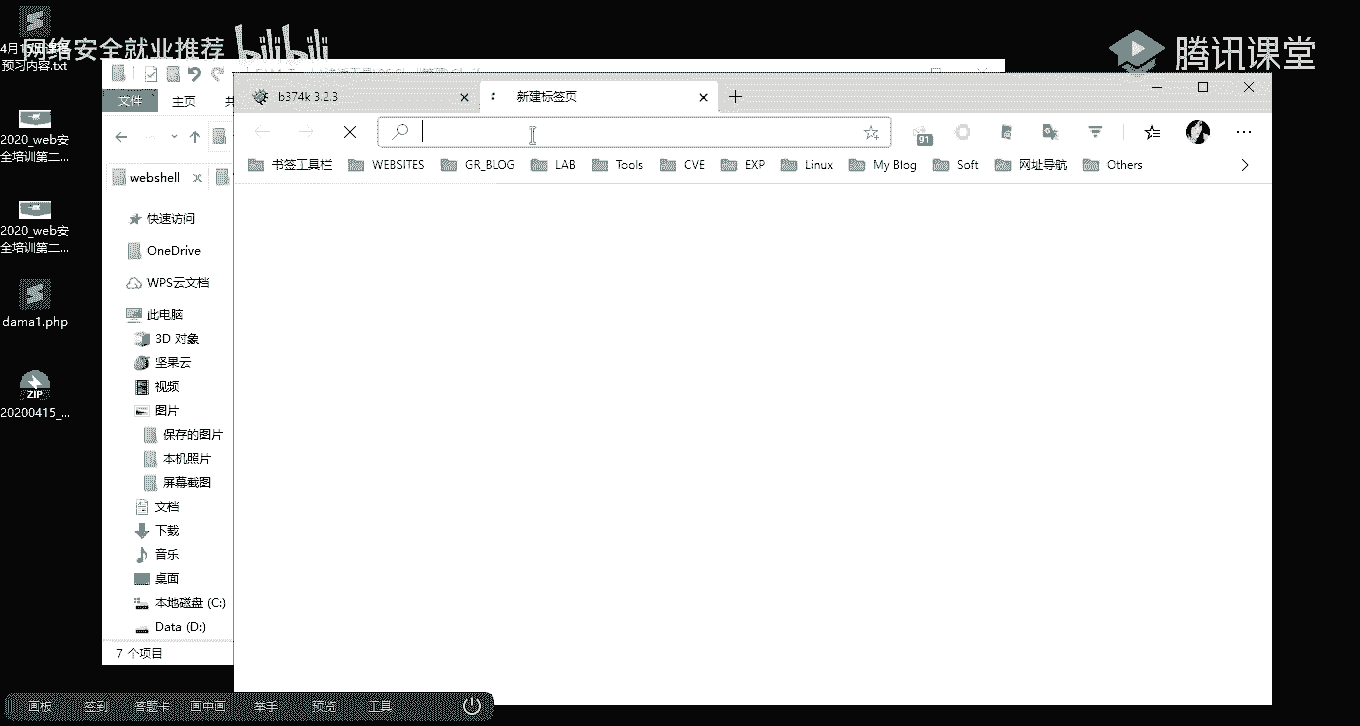 4月1
网络安全就业推荐
bilibili
腾讯课堂
预习内容.txt
2020_web安
全培训第二...
2020_web安
全培训第二...
dama1.php
ZIP
20200415_...
文件
主页
共
webshell
快速访问
OneDrive
WPS云文档
此电脑
3D 对象
坚果云
视频
图片
保存的图片
本机照片
屏幕截图
文档
下载
音乐
桌面
本地磁盘 (C:)
Data (D:)
7 个项目
b374k 3.2.3
新建标签页
91
书签工具栏 WEBSITES GR_BLOG LAB Tools CVE EXP Linux My Blog Soft 网址导航 Others
画板 签到 答题卡 画中画 举手 预览 工具